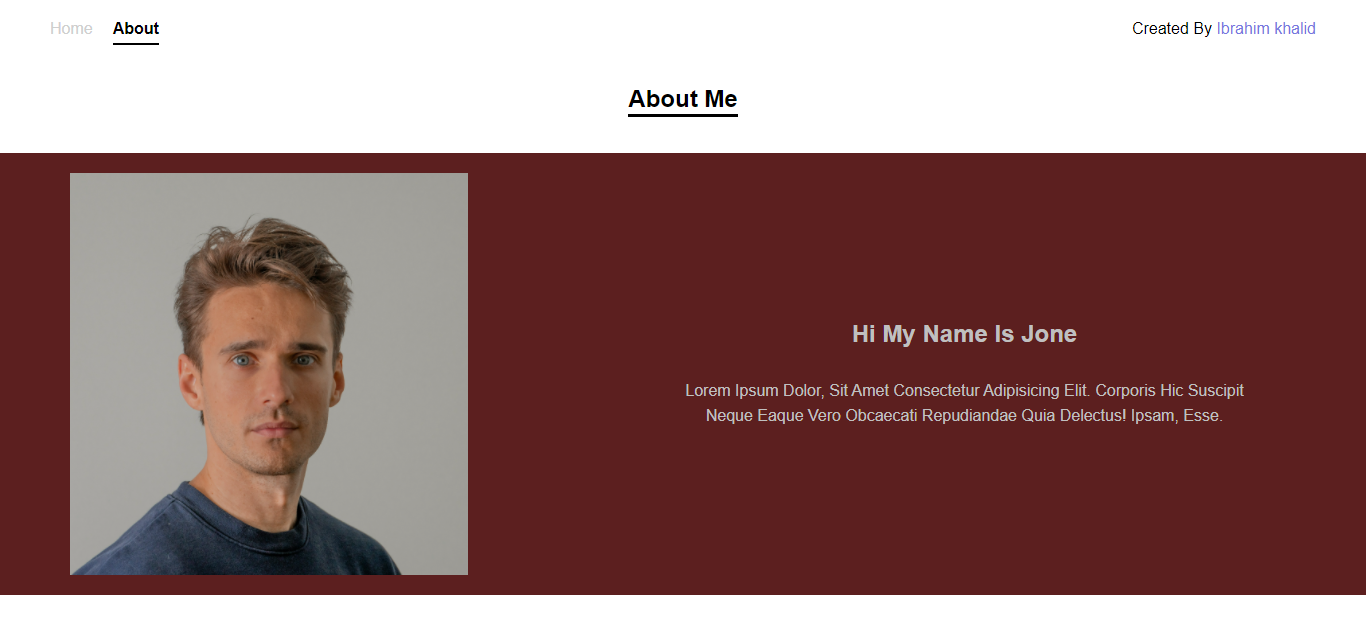 Home About Created By Ibrahim khalid
About Me
Hi My Name Is Jone
Lorem Ipsum Dolor, Sit Amet Consectetur Adipisicing Elit. Corporis Hic Suscipit
Neque Eaque Vero Obcaecati Repudiandae Quia Delectus! Ipsam, Esse.